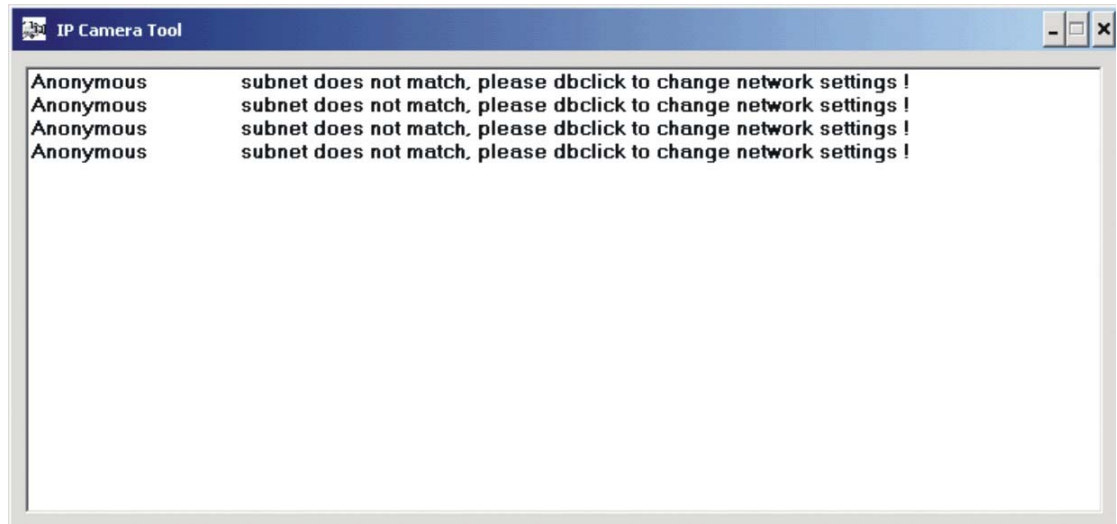 IP Camera Tool
Anonymous subnet does not match, please dbclick to change network settings !
Anonymous subnet does not match, please dbclick to change network settings !
Anonymous subnet does not match, please dbclick to change network settings !
Anonymous subnet does not match, please dbclick to change network settings !